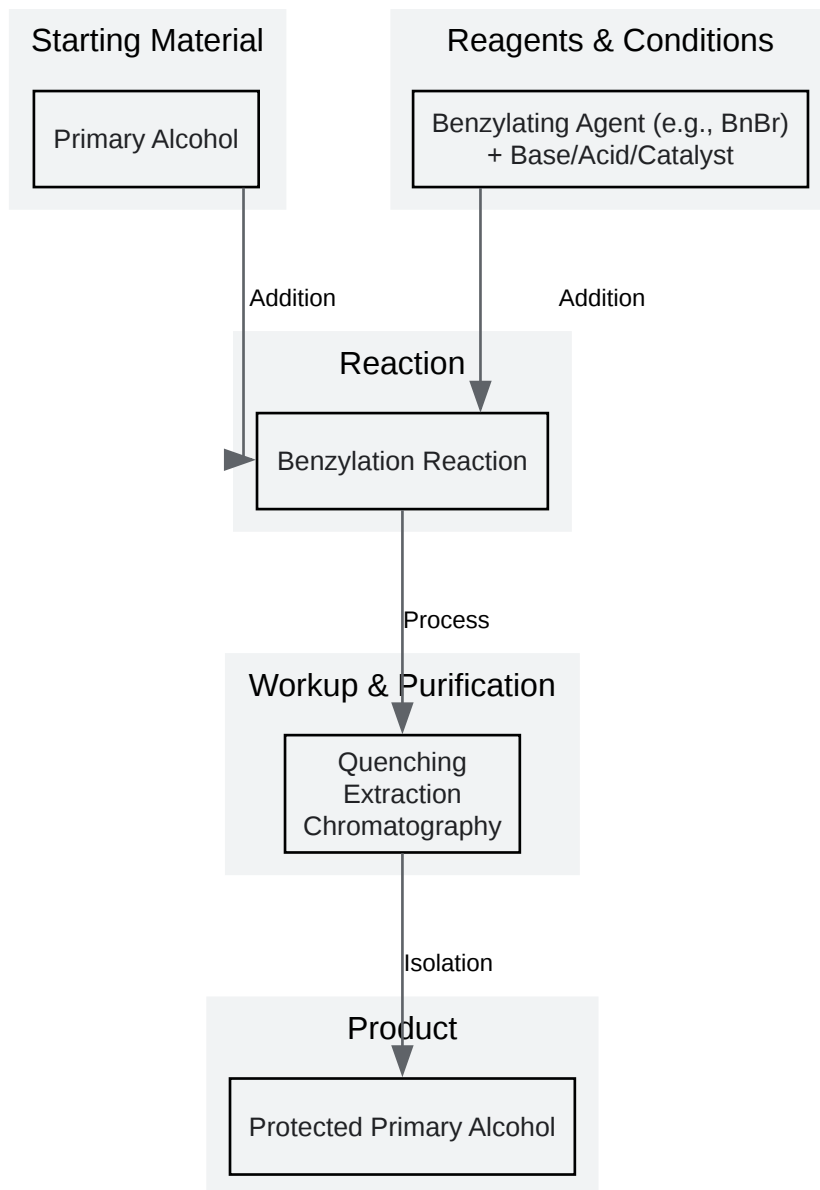 Starting Material
Primary Alcohol
Reagents & Conditions
Benzylating Agent (e.g., BnBr)
+ Base/Acid/Catalyst
Addition
Addition
Reaction
Benzylation Reaction
Process
Workup & Purification
Quenching
Extraction
Chromatography
Isolation
Product
Protected Primary Alcohol